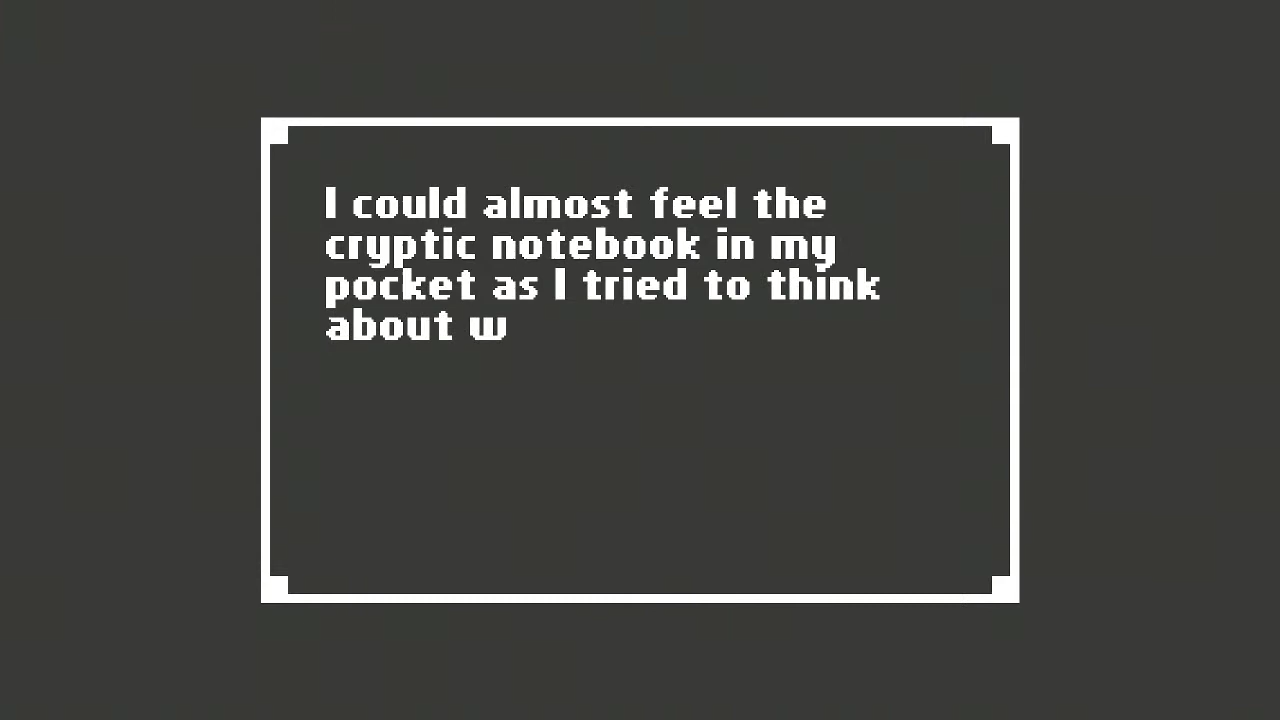 I could almost feel the
cryptic notebook in my
pocket as I tried to think
about w